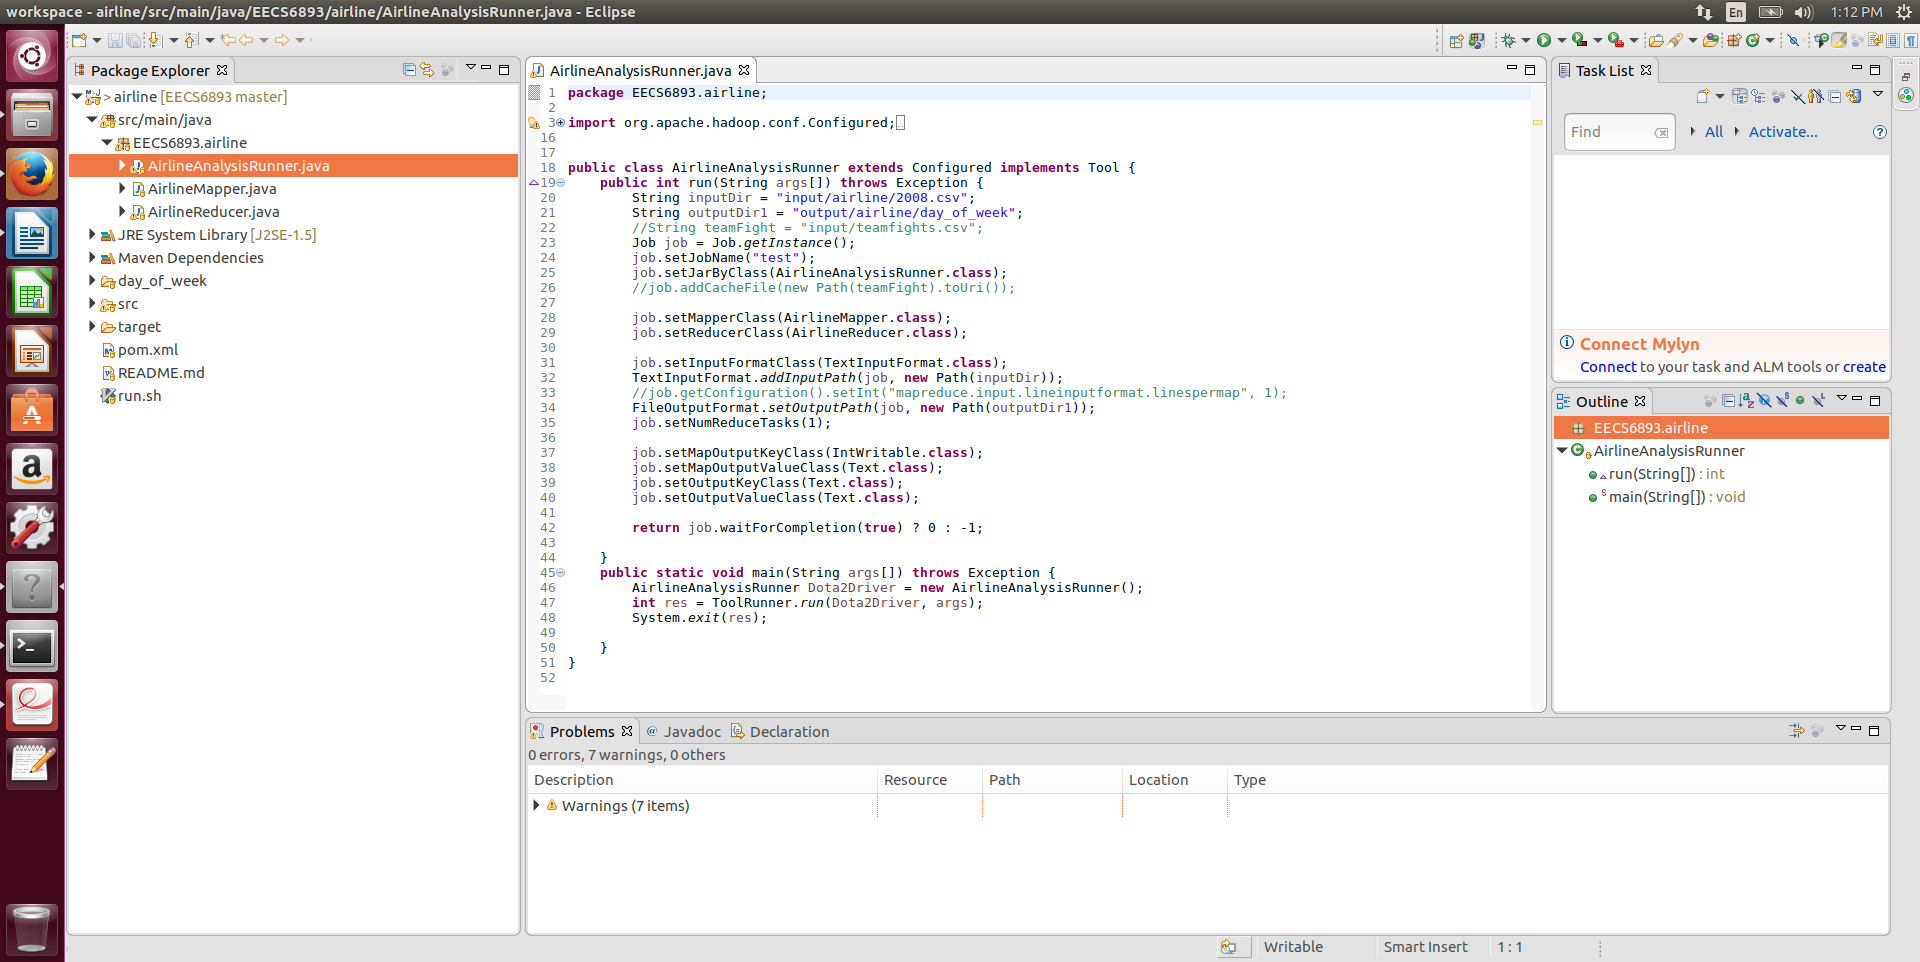 workspace - airline/src/main/java/EECS6893/airline/AirlineAnalysisRunner.java - Eclipse
En
1:12 PM
Package Explorer
> airline [EECS6893 master]
src/main/java
EECS6893.airline
AirlineAnalysisRunner.java
AirlineMapper.java
AirlineReducer.java
JRE System Library [J2SE-1.5]
Maven Dependencies
day_of_week
src
target
pom.xml
README.md
run.sh
AirlineAnalysisRunner.java
1 package EECS6893.airline;
2
3 import org.apache.hadoop.conf.Configured;
16
17
18 public class AirlineAnalysisRunner extends Configured implements Tool {
19     public int run(String args[]) throws Exception {
20         String inputDir = "input/airline/2008.csv";
21         String outputDir1 = "output/airline/day_of_week";
22         //String teamFight = "input/teamfights.csv";
23         Job job = Job.getInstance();
24         job.setJobName("test");
25         job.setJarByClass(AirlineAnalysisRunner.class);
26         //job.addCacheFile(new Path(teamFight).toUri());
27
28         job.setMapperClass(AirlineMapper.class);
29         job.setReducerClass(AirlineReducer.class);
30
31         job.setInputFormatClass(TextInputFormat.class);
32         TextInputFormat.addInputPath(job, new Path(inputDir));
33         //job.getConfiguration().setInt("mapreduce.input.lineinputformat.linespermap", 1);
34         FileOutputFormat.setOutputPath(job, new Path(outputDir1));
35         job.setNumReduceTasks(1);
36
37         job.setMapOutputKeyClass(IntWritable.class);
38         job.setMapOutputValueClass(Text.class);
39         job.setOutputKeyClass(Text.class);
40         job.setOutputValueClass(Text.class);
41
42         return job.waitForCompletion(true) ? 0 : -1;
43
44     }
45     public static void main(String args[]) throws Exception {
46         AirlineAnalysisRunner Dota2Driver = new AirlineAnalysisRunner();
47         int res = ToolRunner.run(Dota2Driver, args);
48         System.exit(res);
49
50     }
51 }
52
Task List
Find
All
Activate...
Connect Mylyn
Connect to your task and ALM tools or create
Outline
EECS6893.airline
AirlineAnalysisRunner
run(String[]) : int
main(String[]) : void
Problems
@ Javadoc
Declaration
0 errors, 7 warnings, 0 others
Description Resource Path Location Type
Warnings (7 items)
Writable
Smart Insert
1 : 1